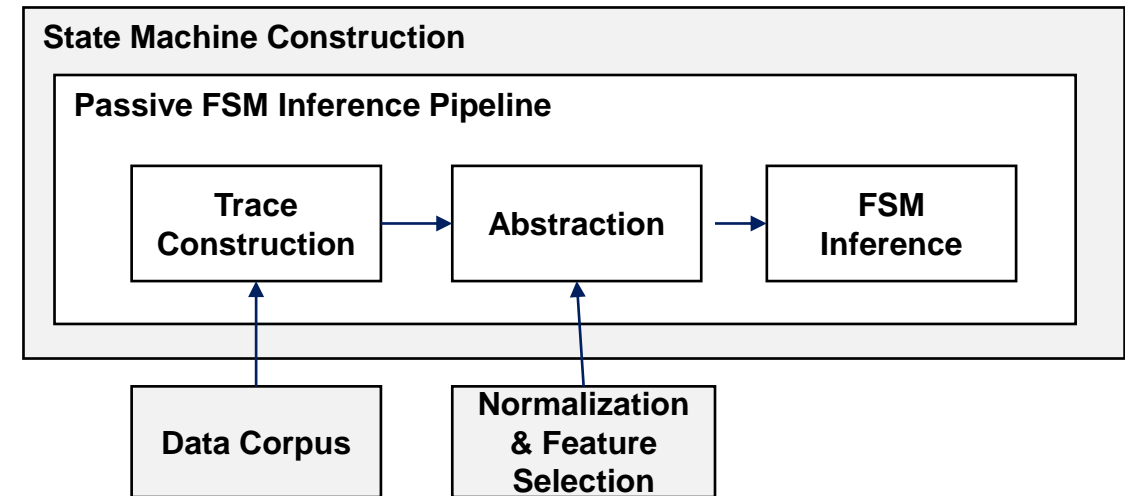 State Machine Construction
Passive FSM Inference Pipeline
Trace
Construction
Abstraction
FSM
Inference
Data Corpus
Normalization
& Feature
Selection